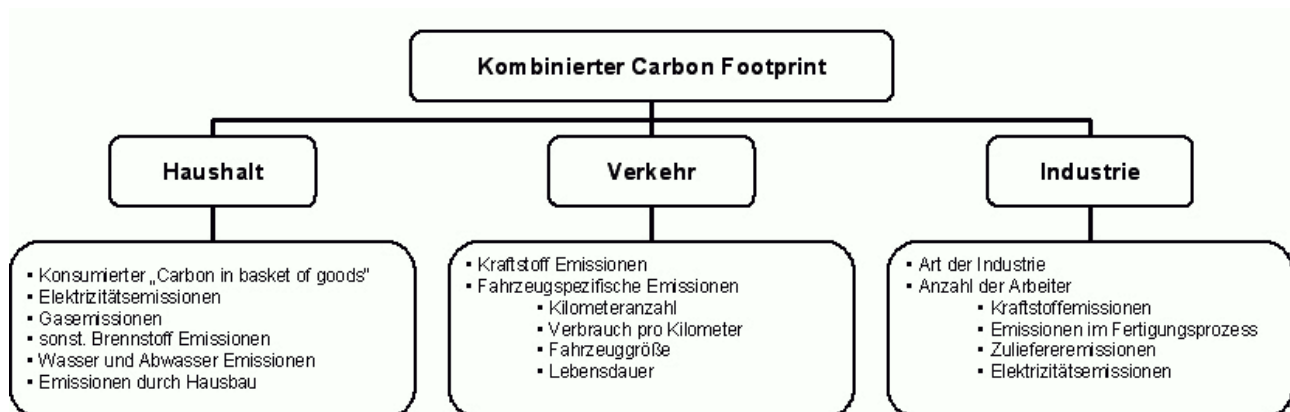 Kombinierter Carbon Footprint
Haushalt
Verkehr
Industrie
▪ Konsumierter „Carbon in basket of goods"
▪ Elektrizitätsemissionen
▪ Gasemissionen
▪ sonst. Brennstoff Emissionen
▪ Wasser und Abwasser Emissionen
▪ Emissionen durch Hausbau
▪ Kraftstoff Emissionen
▪ Fahrzeugspezifische Emissionen
▪ Kilometeranzahl
▪ Verbrauch pro Kilometer
▪ Fahrzeuggröße
▪ Lebensdauer
▪ Art der Industrie
▪ Anzahl der Arbeiter
▪ Kraftstoffemissionen
▪ Emissionen im Fertigungsprozess
▪ Zuliefereremissionen
▪ Elektrizitätsemissionen